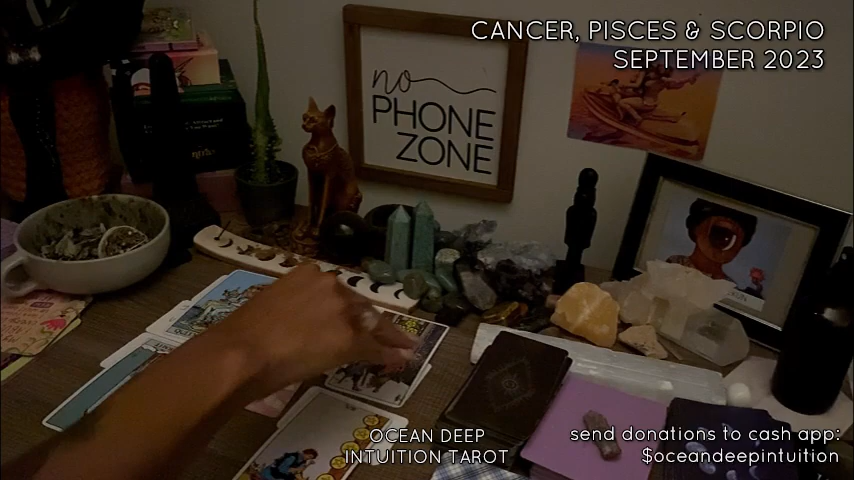 CANCER, PISCES & SCORPIO
SEPTEMBER 2023
no
PHONE
ZONE
OCEAN DEEP
INTUITION TAROT
send donations to cash app:
$oceandeepintuition